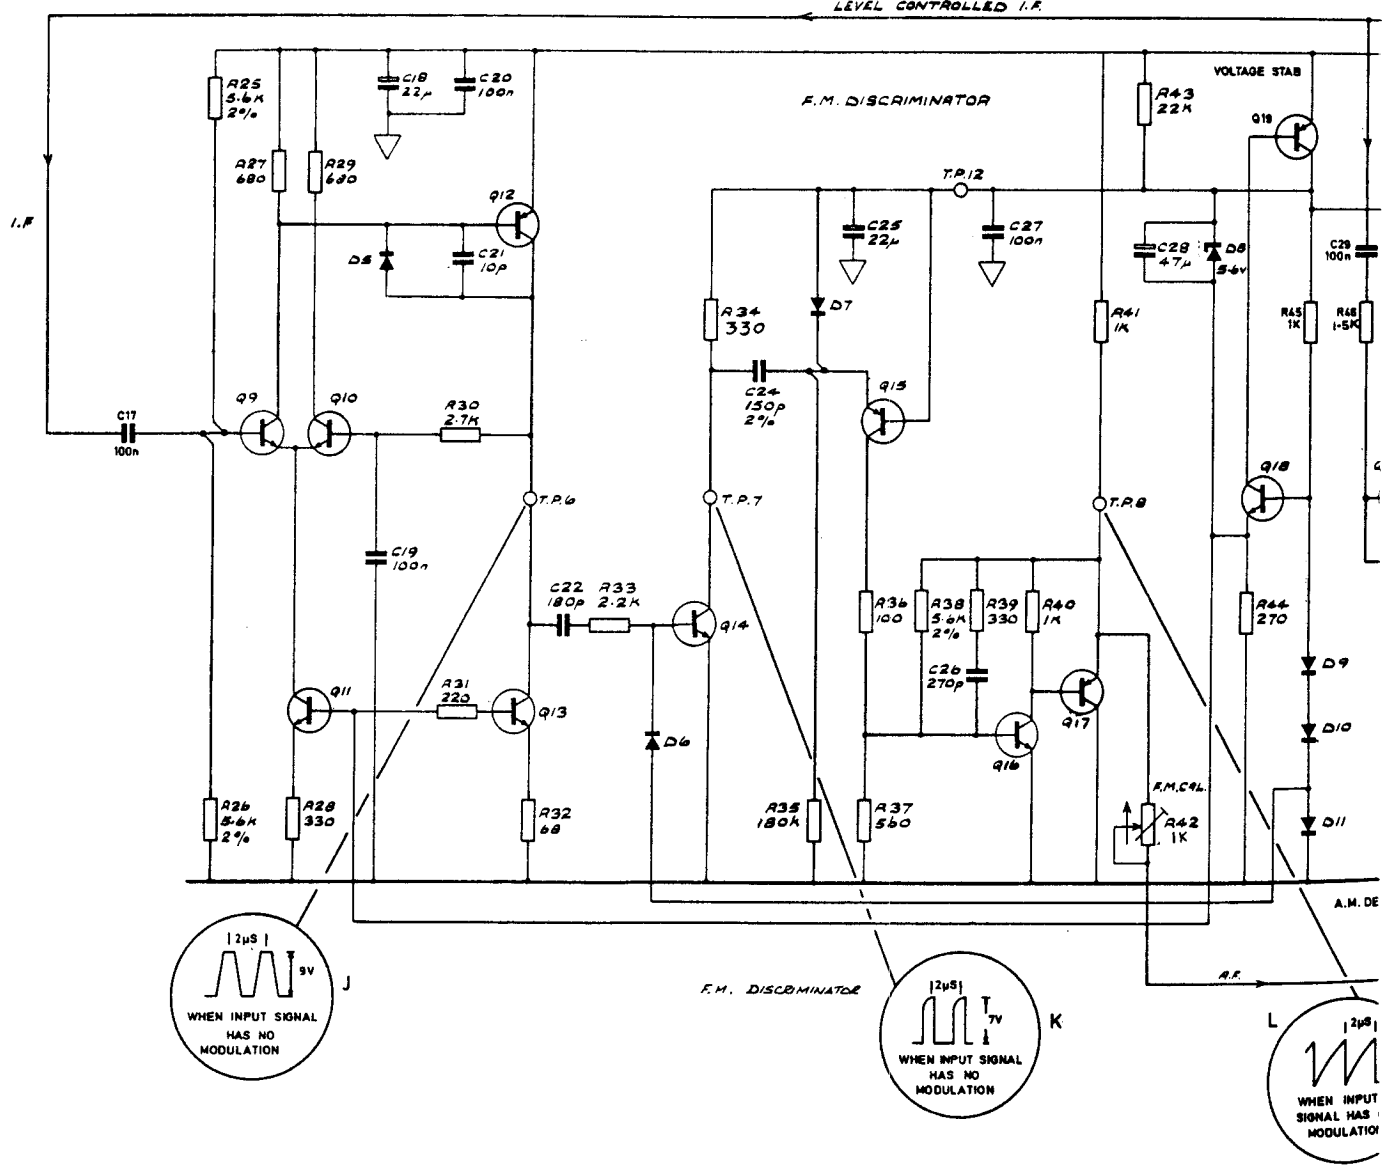 LEVEL CONTROLLED I.F.
VOLTAGE STAB
F.M. DISCRIMINATOR
R25
5.6K
2%
C18
22µ
C20
100n
R43
22K
Q19
R27
680
R29
680
Q12
T.P.12
I.F
D5
C21
10p
C25
22µ
C27
100n
C28
47µ
D8
5.6V
C29
100n
R34
330
D7
R41
1K
R45
1K
R46
1.5K
C24
150p
2%
Q15
Q9
Q10
C17
100n
R30
2.7K
Q18
T.P.6
T.P.7
T.P.8
C19
100n
C22
180p
R33
2.2K
Q14
R36
100
R38
5.6K
2%
R39
330
R40
1K
R44
270
C26
270p
D9
Q11
R31
220
Q13
D6
Q16
Q17
D10
F.M.CAL.
R26
5.6K
2%
R28
330
R32
68
R35
180K
R37
560
R42
1K
D11
A.M. DE
2µS
9V
J
WHEN INPUT SIGNAL
HAS NO
MODULATION
F.M. DISCRIMINATOR
2µS
7V
K
WHEN INPUT SIGNAL
HAS NO
MODULATION
A.F.
L
2µS
WHEN INPUT
SIGNAL HAS
MODULATIO